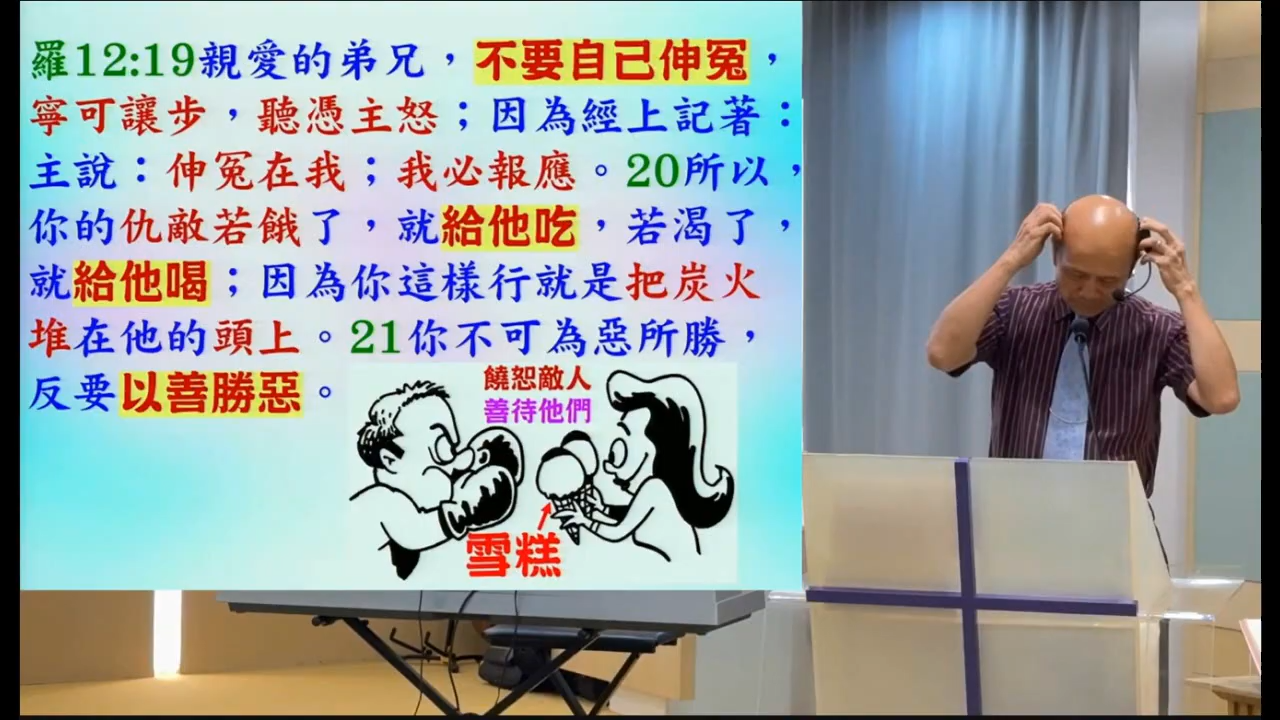 羅12:19親愛的弟兄，不要自己伸冤，
寧可讓步，聽憑主怒；因為經上記著：
主說：伸冤在我；我必報應。20所以，
你的仇敵若餓了，就給他吃，若渴了，
就給他喝；因為你這樣行就是把炭火
堆在他的頭上。21你不可為惡所勝，
反要以善勝惡。
饒恕敵人
善待他們
雪糕